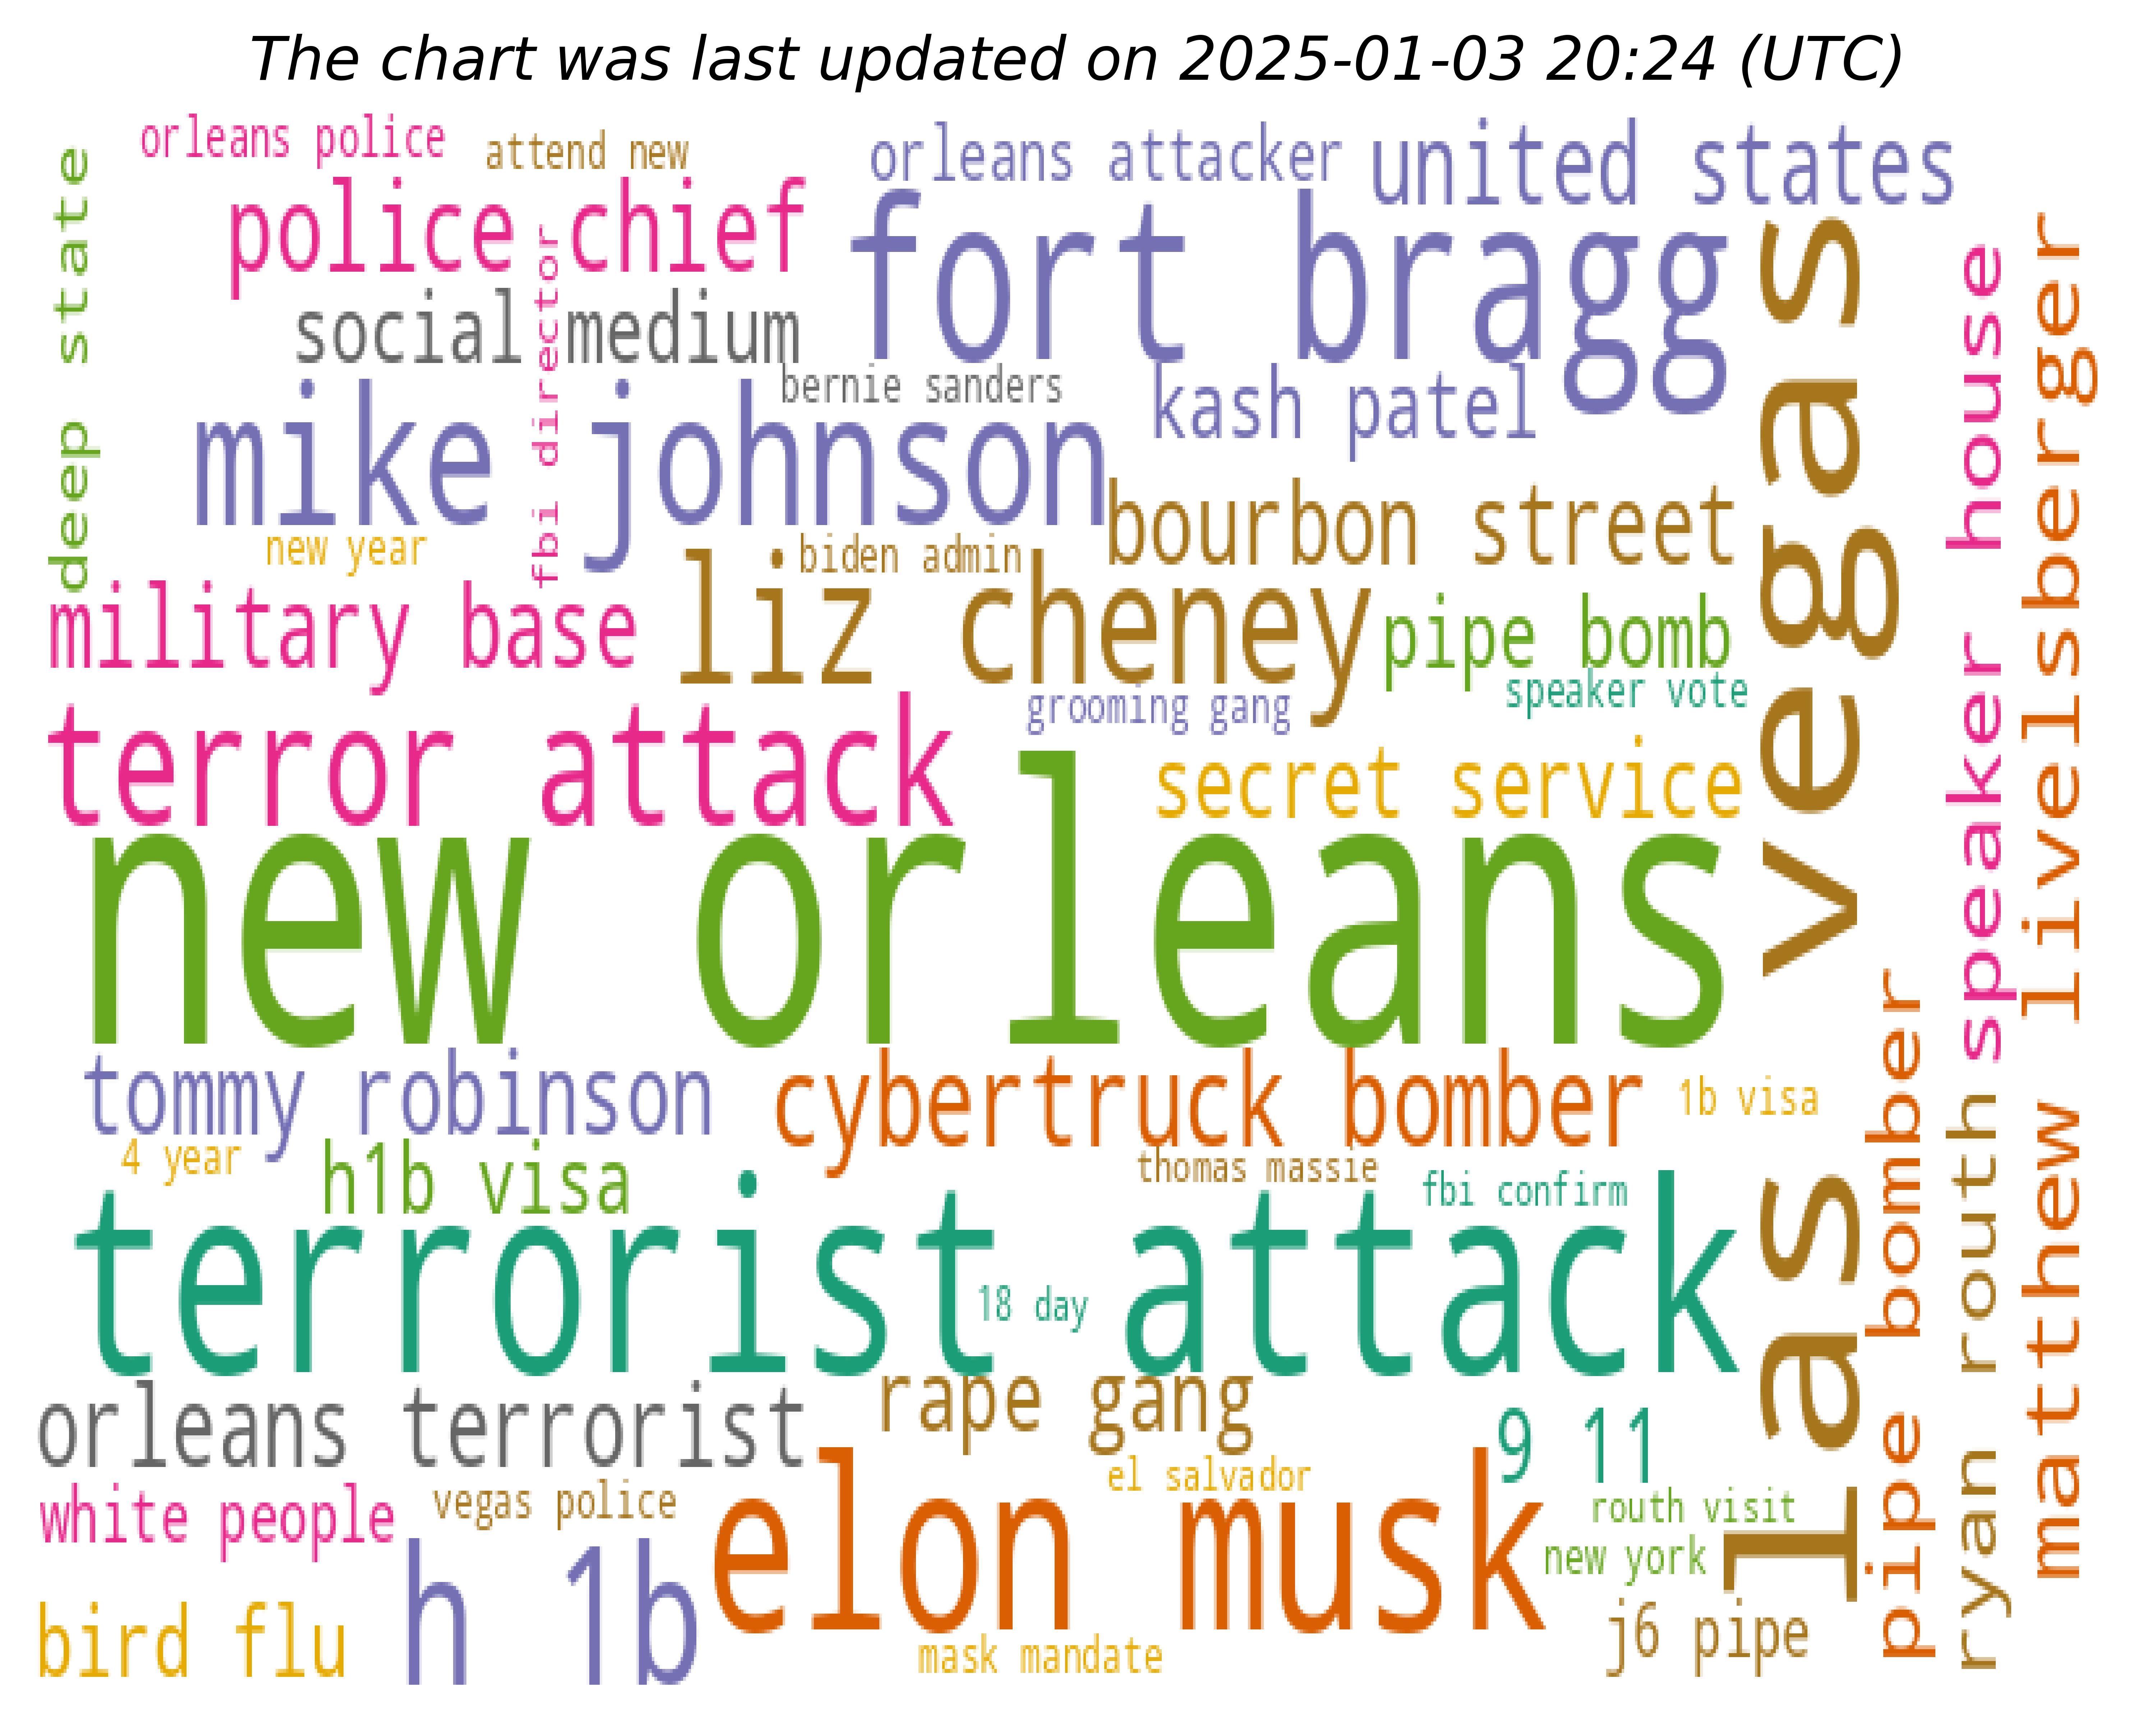 The chart was last updated on 2025-01-03 20:24 (UTC)
orleans police
attend new
orleans attacker
united states
deep state
police chief
fort bragg
fbi director
social medium
bernie sanders
kash patel
mike johnson
bourbon street
new year
biden admin
liz cheney
military base
pipe bomb
speaker vote
grooming gang
terror attack
secret service
new orleans
las vegas
speaker house
matthew livelsberger
tommy robinson
cybertruck bomber
1b visa
4 year
h1b visa
thomas massie
fbi confirm
terrorist attack
18 day
pipe bomber
ryan routh
orleans terrorist
rape gang
9 11
el salvador
white people
vegas police
elon musk
routh visit
new york
h 1b
bird flu
mask mandate
j6 pipe